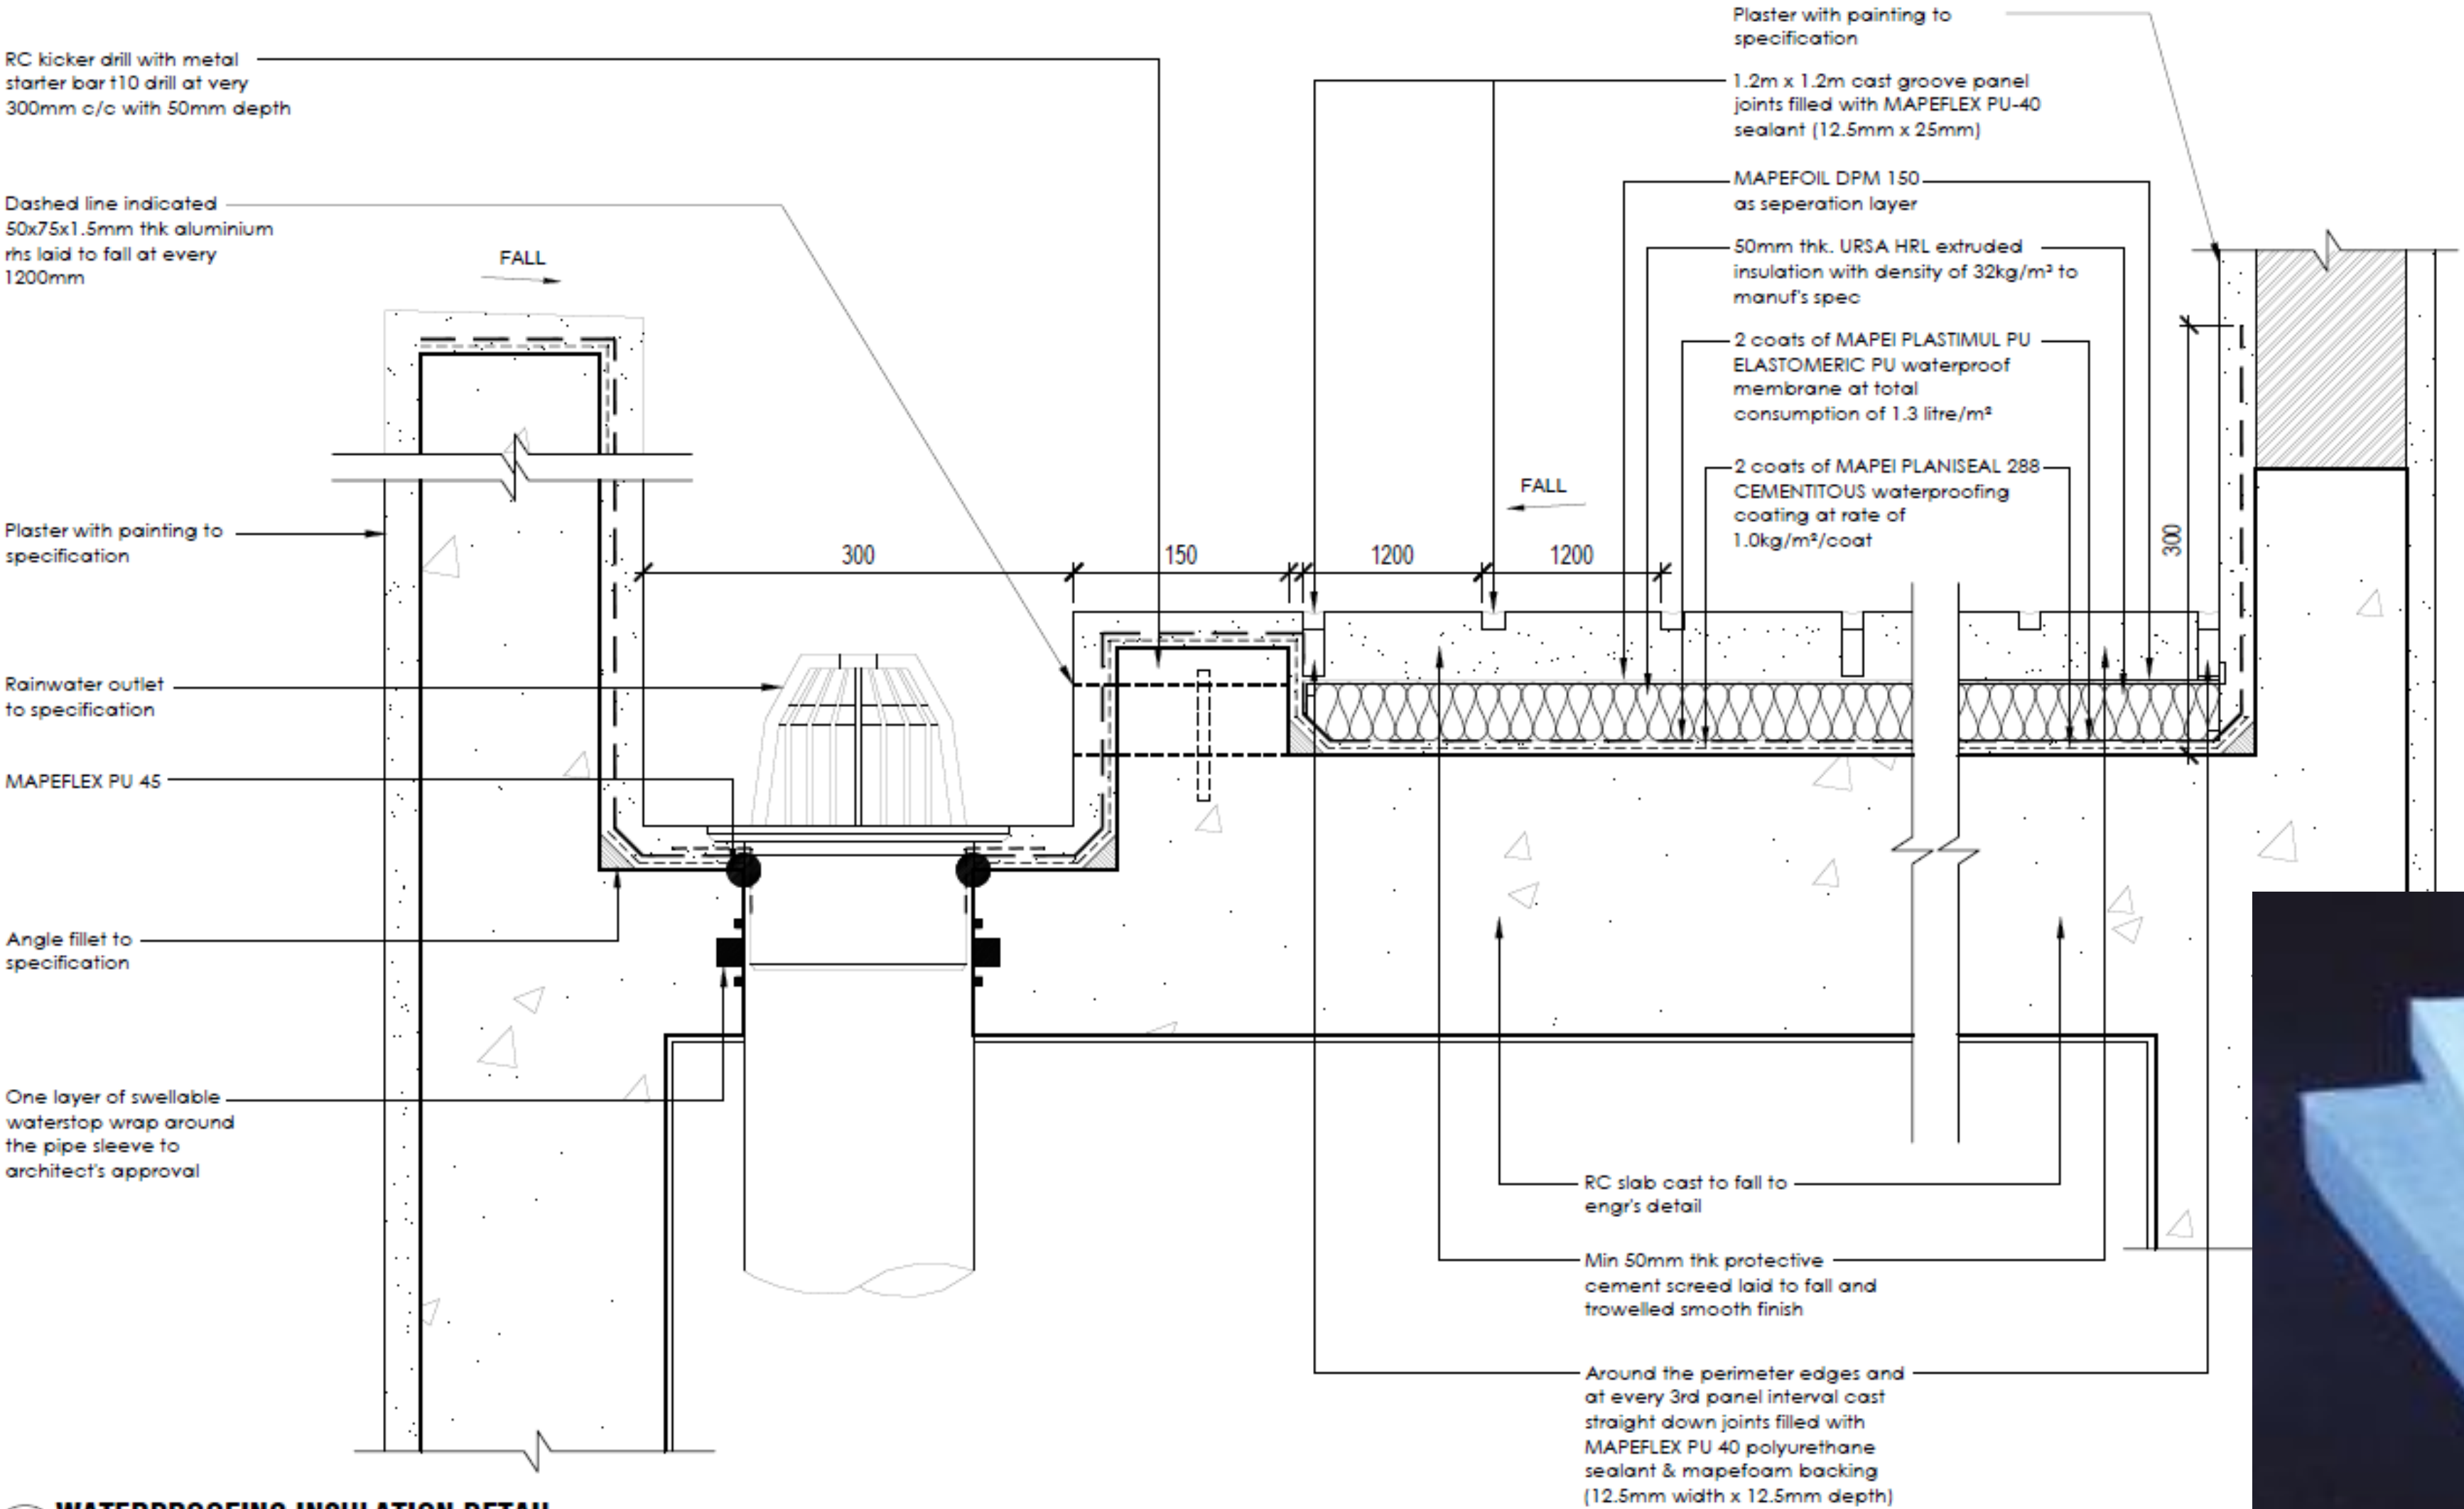 RC kicker drill with metal
starter bar t10 drill at very
300mm c/c with 50mm depth
Dashed line indicated
50x75x1.5mm thk aluminium
rhs laid to fall at every
1200mm
FALL
Plaster with painting to
specification
Rainwater outlet
to specification
MAPEFLEX PU 45
Angle fillet to
specification
One layer of swellable
waterstop wrap around
the pipe sleeve to
architect's approval
Plaster with painting to
specification
1.2m x 1.2m cast groove panel
joints filled with MAPEFLEX PU-40
sealant (12.5mm x 25mm)
MAPEFOIL DPM 150
as seperation layer
50mm thk. URSA HRL extruded
insulation with density of 32kg/m³ to
manuf's spec
2 coats of MAPEI PLASTIMUL PU
ELASTOMERIC PU waterproof
membrane at total
consumption of 1.3 litre/m²
2 coats of MAPEI PLANISEAL 288
CEMENTITOUS waterproofing
coating at rate of
1.0kg/m²/coat
FALL
300
150
1200
1200
300
RC slab cast to fall to
engr's detail
Min 50mm thk protective
cement screed laid to fall and
trowelled smooth finish
Around the perimeter edges and
at every 3rd panel interval cast
straight down joints filled with
MAPEFLEX PU 40 polyurethane
sealant & mapefoam backing
(12.5mm width x 12.5mm depth)
WATERPROOFING INSULATION DETAIL